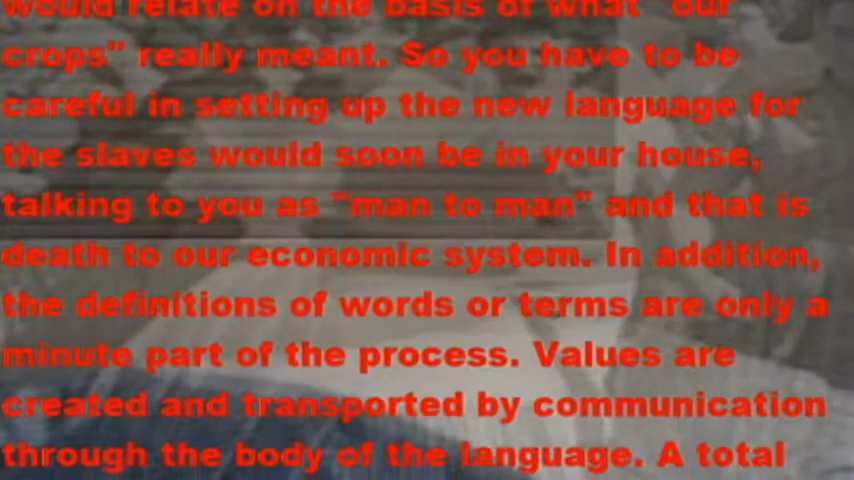 would relate on the basis of what "our
crops" really meant. So you have to be
careful in setting up the new language for
the slaves would soon be in your house,
talking to you as "man to man" and that is
death to our economic system. In addition,
the definitions of words or terms are only a
minute part of the process. Values are
created and transported by communication
through the body of the language. A total